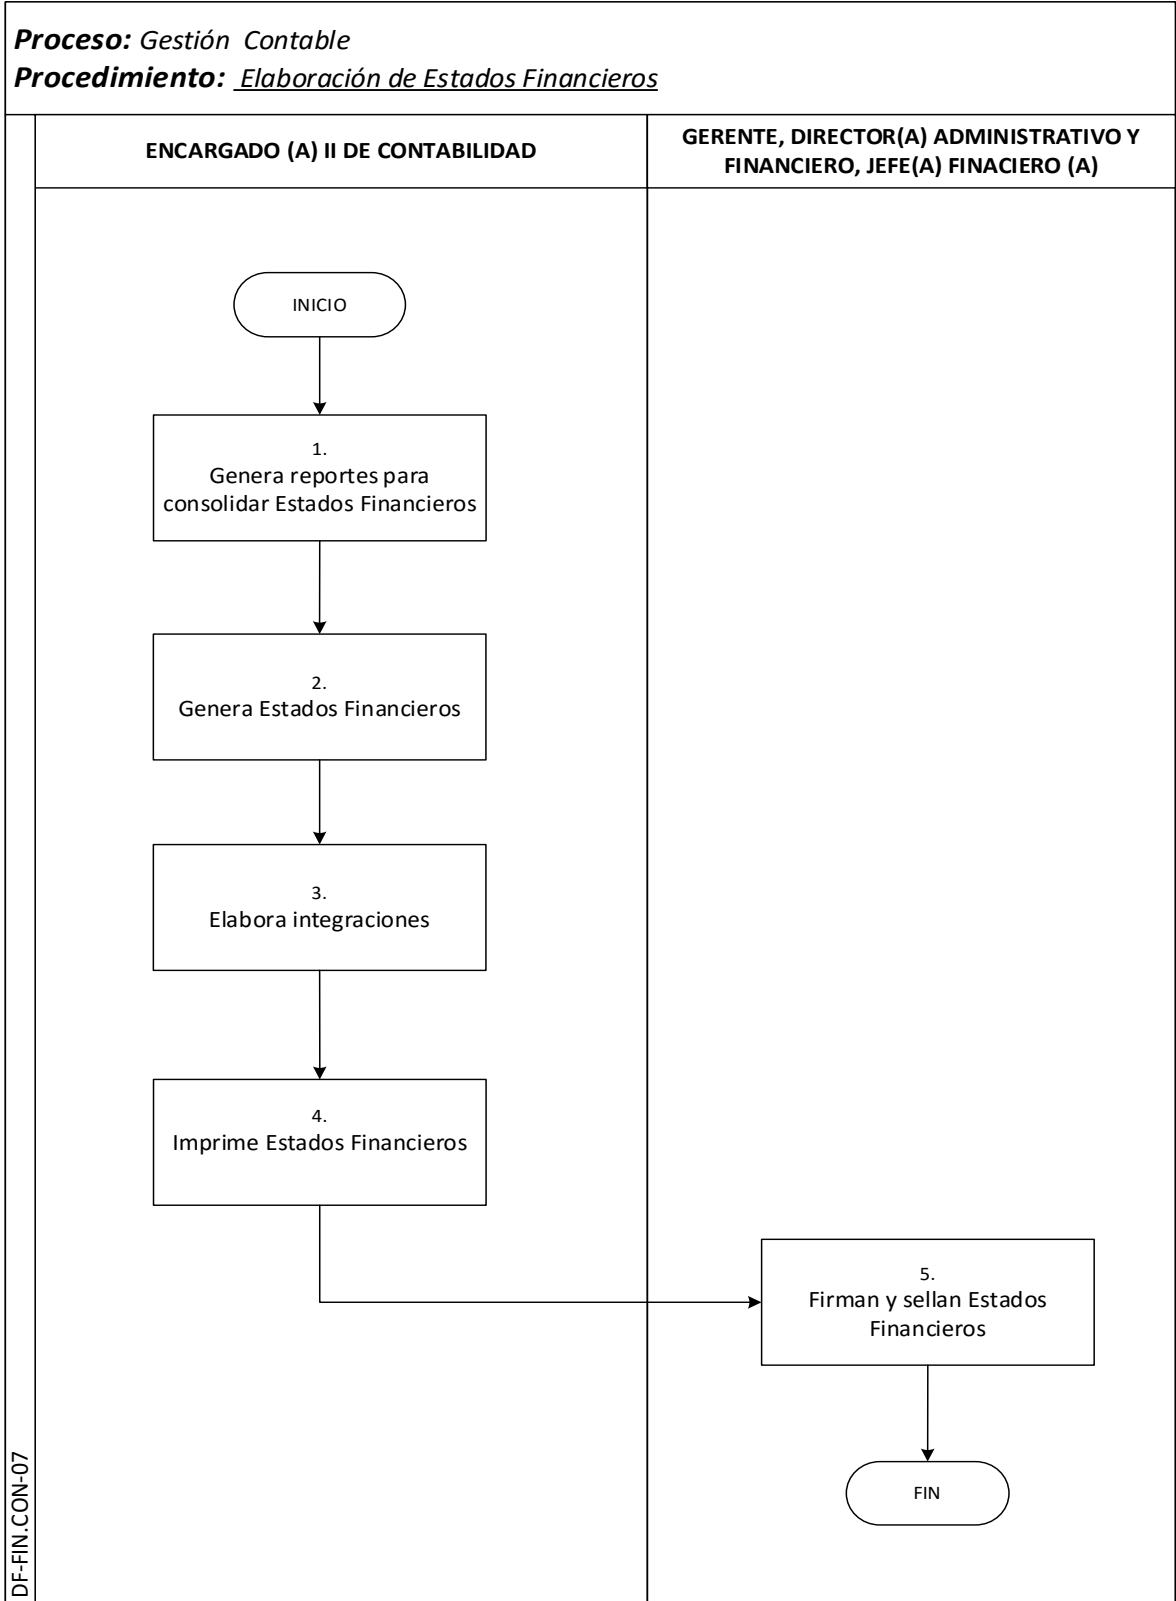 Proceso: Gestión Contable
Procedimiento: Elaboración de Estados Financieros
ENCARGADO (A) II DE CONTABILIDAD
GERENTE, DIRECTOR(A) ADMINISTRATIVO Y
FINANCIERO, JEFE(A) FINACIERO (A)
INICIO
1.
Genera reportes para
consolidar Estados Financieros
2.
Genera Estados Financieros
3.
Elabora integraciones
4.
Imprime Estados Financieros
5.
Firman y sellan Estados
Financieros
FIN
DF-FIN.CON-07